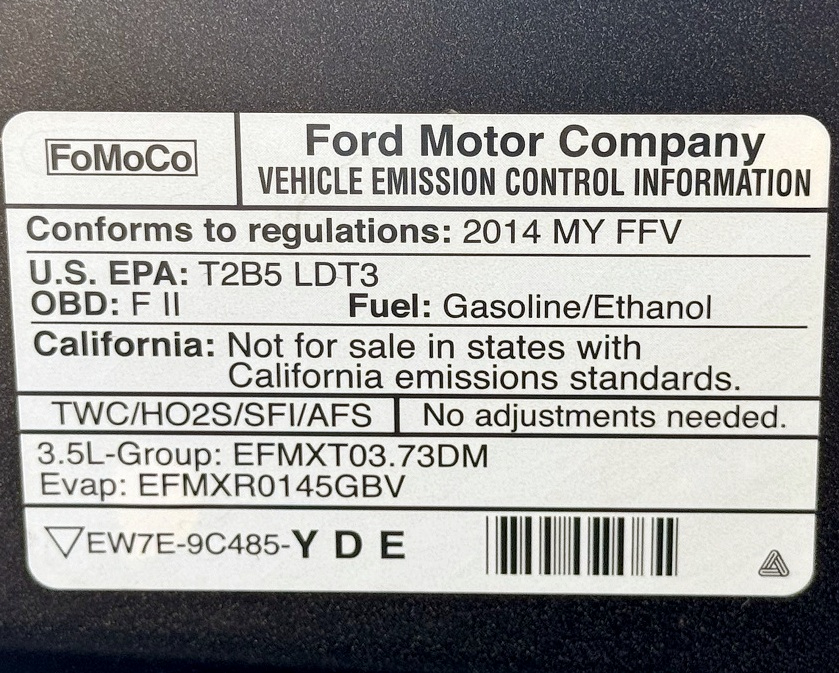 FoMoCo
Ford Motor Company
VEHICLE EMISSION CONTROL INFORMATION
Conforms to regulations: 2014 MY FFV
U.S. EPA: T2B5 LDT3
OBD: F II Fuel: Gasoline/Ethanol
California: Not for sale in states with
California emissions standards.
TWC/HO2S/SFI/AFS No adjustments needed.
3.5L-Group: EFMXT03.73DM
Evap: EFMXR0145GBV
EW7E-9C485-Y D E